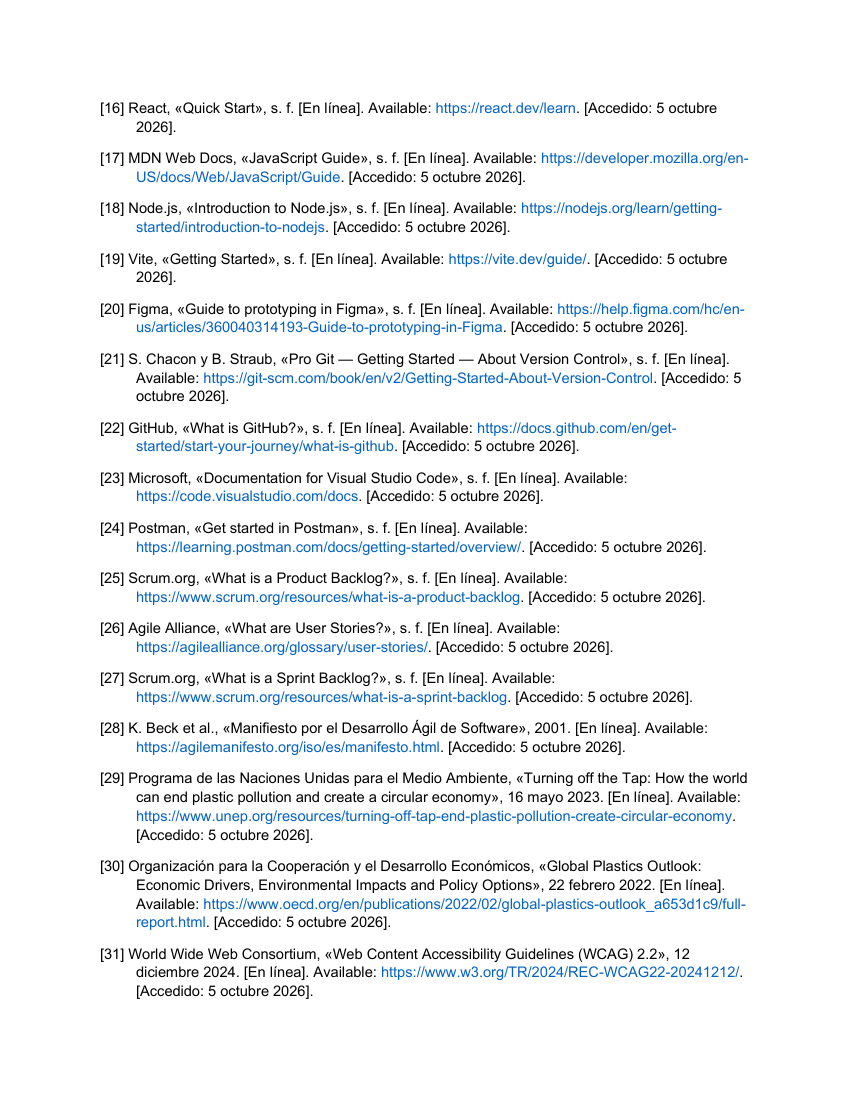 [16] React, «Quick Start», s. f. [En línea]. Available: https://react.dev/learn. [Accedido: 5 octubre
2026].
[17] MDN Web Docs, «JavaScript Guide», s. f. [En línea]. Available: https://developer.mozilla.org/en-
US/docs/Web/JavaScript/Guide. [Accedido: 5 octubre 2026].
[18] Node.js, «Introduction to Node.js», s. f. [En línea]. Available: https://nodejs.org/learn/getting-
started/introduction-to-nodejs. [Accedido: 5 octubre 2026].
[19] Vite, «Getting Started», s. f. [En línea]. Available: https://vite.dev/guide/. [Accedido: 5 octubre
2026].
[20] Figma, «Guide to prototyping in Figma», s. f. [En línea]. Available: https://help.figma.com/hc/en-
us/articles/360040314193-Guide-to-prototyping-in-Figma. [Accedido: 5 octubre 2026].
[21] S. Chacon y B. Straub, «Pro Git — Getting Started — About Version Control», s. f. [En línea].
Available: https://git-scm.com/book/en/v2/Getting-Started-About-Version-Control. [Accedido: 5
octubre 2026].
[22] GitHub, «What is GitHub?», s. f. [En línea]. Available: https://docs.github.com/en/get-
started/start-your-journey/what-is-github. [Accedido: 5 octubre 2026].
[23] Microsoft, «Documentation for Visual Studio Code», s. f. [En línea]. Available:
https://code.visualstudio.com/docs. [Accedido: 5 octubre 2026].
[24] Postman, «Get started in Postman», s. f. [En línea]. Available:
https://learning.postman.com/docs/getting-started/overview/. [Accedido: 5 octubre 2026].
[25] Scrum.org, «What is a Product Backlog?», s. f. [En línea]. Available:
https://www.scrum.org/resources/what-is-a-product-backlog. [Accedido: 5 octubre 2026].
[26] Agile Alliance, «What are User Stories?», s. f. [En línea]. Available:
https://agilealliance.org/glossary/user-stories/. [Accedido: 5 octubre 2026].
[27] Scrum.org, «What is a Sprint Backlog?», s. f. [En línea]. Available:
https://www.scrum.org/resources/what-is-a-sprint-backlog. [Accedido: 5 octubre 2026].
[28] K. Beck et al., «Manifiesto por el Desarrollo Ágil de Software», 2001. [En línea]. Available:
https://agilemanifesto.org/iso/es/manifesto.html. [Accedido: 5 octubre 2026].
[29] Programa de las Naciones Unidas para el Medio Ambiente, «Turning off the Tap: How the world
can end plastic pollution and create a circular economy», 16 mayo 2023. [En línea]. Available:
https://www.unep.org/resources/turning-off-tap-end-plastic-pollution-create-circular-economy.
[Accedido: 5 octubre 2026].
[30] Organización para la Cooperación y el Desarrollo Económicos, «Global Plastics Outlook:
Economic Drivers, Environmental Impacts and Policy Options», 22 febrero 2022. [En línea].
Available: https://www.oecd.org/en/publications/2022/02/global-plastics-outlook_a653d1c9/full-
report.html. [Accedido: 5 octubre 2026].
[31] World Wide Web Consortium, «Web Content Accessibility Guidelines (WCAG) 2.2», 12
diciembre 2024. [En línea]. Available: https://www.w3.org/TR/2024/REC-WCAG22-20241212/.
[Accedido: 5 octubre 2026].